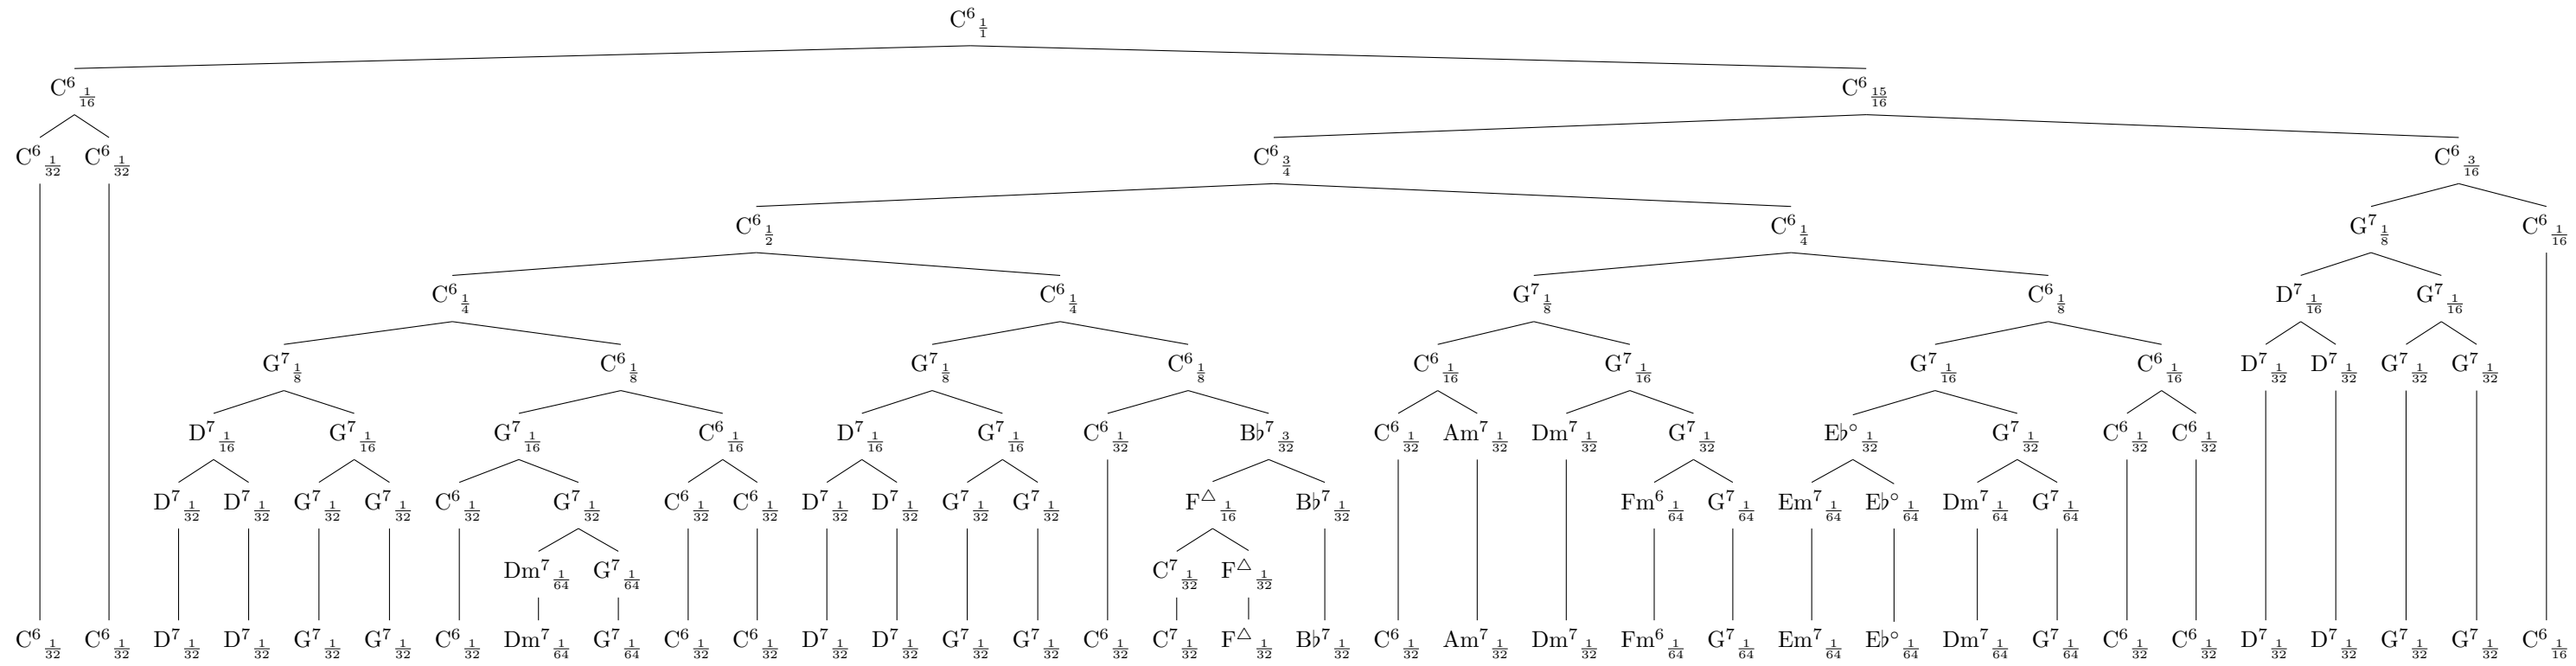 C⁶ 1/1
C⁶ 1/16 C⁶ 15/16
C⁶ 1/32 C⁶ 1/32 C⁶ 3/4 C⁶ 3/16
C⁶ 1/2 C⁶ 1/4 G⁷ 1/8 C⁶ 1/16
C⁶ 1/4 C⁶ 1/4 G⁷ 1/8 C⁶ 1/8 D⁷ 1/16 G⁷ 1/16
G⁷ 1/8 C⁶ 1/8 G⁷ 1/8 C⁶ 1/8 C⁶ 1/16 G⁷ 1/16 G⁷ 1/16 C⁶ 1/16 D⁷ 1/32 D⁷ 1/32 G⁷ 1/32 G⁷ 1/32
D⁷ 1/16 G⁷ 1/16 G⁷ 1/16 C⁶ 1/16 D⁷ 1/16 G⁷ 1/16 C⁶ 1/32 B♭⁷ 3/32 C⁶ 1/32 Am⁷ 1/32 Dm⁷ 1/32 G⁷ 1/32 E♭° 1/32 G⁷ 1/32 C⁶ 1/32 C⁶ 1/32
D⁷ 1/32 D⁷ 1/32 G⁷ 1/32 G⁷ 1/32 C⁶ 1/32 G⁷ 1/32 C⁶ 1/32 C⁶ 1/32 D⁷ 1/32 D⁷ 1/32 G⁷ 1/32 G⁷ 1/32 F△ 1/16 B♭⁷ 1/32 Fm⁶ 1/64 G⁷ 1/64 Em⁷ 1/64 E♭° 1/64 Dm⁷ 1/64 G⁷ 1/64
Dm⁷ 1/64 G⁷ 1/64 C⁷ 1/32 F△ 1/32
C⁶ 1/32 C⁶ 1/32 D⁷ 1/32 D⁷ 1/32 G⁷ 1/32 G⁷ 1/32 C⁶ 1/32 Dm⁷ 1/64 G⁷ 1/64 C⁶ 1/32 C⁶ 1/32 D⁷ 1/32 D⁷ 1/32 G⁷ 1/32 G⁷ 1/32 C⁶ 1/32 C⁷ 1/32 F△ 1/32 B♭⁷ 1/32 C⁶ 1/32 Am⁷ 1/32 Dm⁷ 1/32 Fm⁶ 1/64 G⁷ 1/64 Em⁷ 1/64 E♭° 1/64 Dm⁷ 1/64 G⁷ 1/64 C⁶ 1/32 C⁶ 1/32 D⁷ 1/32 D⁷ 1/32 G⁷ 1/32 G⁷ 1/32 C⁶ 1/16